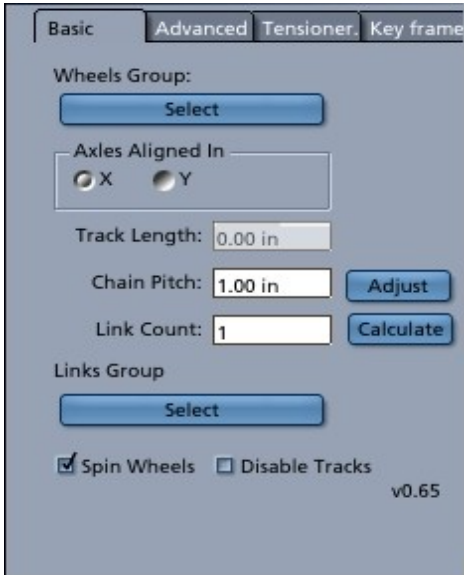 Basic Advanced Tensioner. Key frame
Wheels Group:
Select
Axles Aligned In
X Y
Track Length: 0.00 in
Chain Pitch: 1.00 in Adjust
Link Count: 1 Calculate
Links Group
Select
Spin Wheels Disable Tracks
v0.65